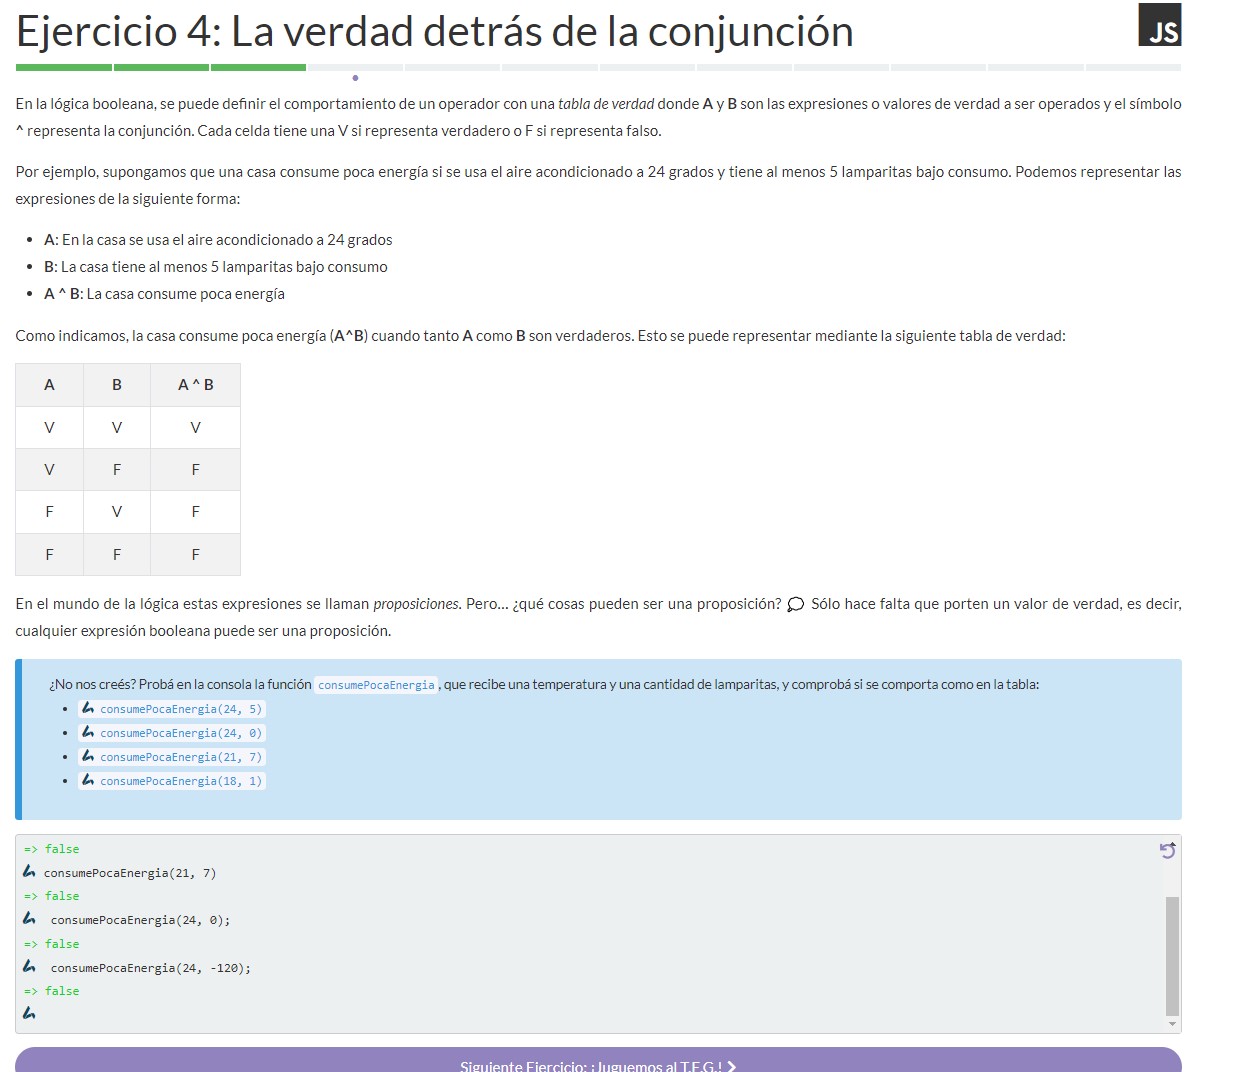 Ejercicio 4: La verdad detrás de la conjunción
JS
En la lógica booleana, se puede definir el comportamiento de un operador con una tabla de verdad donde A y B son las expresiones o valores de verdad a ser operados y el símbolo
^ representa la conjunción. Cada celda tiene una V si representa verdadero o F si representa falso.
Por ejemplo, supongamos que una casa consume poca energía si se usa el aire acondicionado a 24 grados y tiene al menos 5 lamparitas bajo consumo. Podemos representar las
expresiones de la siguiente forma:
• A: En la casa se usa el aire acondicionado a 24 grados
• B: La casa tiene al menos 5 lamparitas bajo consumo
• A ^ B: La casa consume poca energía
Como indicamos, la casa consume poca energía (A^B) cuando tanto A como B son verdaderos. Esto se puede representar mediante la siguiente tabla de verdad:
A B A ^ B
V V V
V F F
F V F
F F F
En el mundo de la lógica estas expresiones se llaman proposiciones. Pero... ¿qué cosas pueden ser una proposición? Sólo hace falta que porten un valor de verdad, es decir,
cualquier expresión booleana puede ser una proposición.
¿No nos creés? Probá en la consola la función consumePocaEnergia, que recibe una temperatura y una cantidad de lamparitas, y comprobá si se comporta como en la tabla:
• consumePocaEnergia(24, 5)
• consumePocaEnergia(24, 0)
• consumePocaEnergia(21, 7)
• consumePocaEnergia(18, 1)
=> false
consumePocaEnergia(21, 7)
=> false
consumePocaEnergia(24, 0);
=> false
consumePocaEnergia(24, -120);
=> false
Siguiente Ejercicio: ¡Juguemos al T.E.G.!